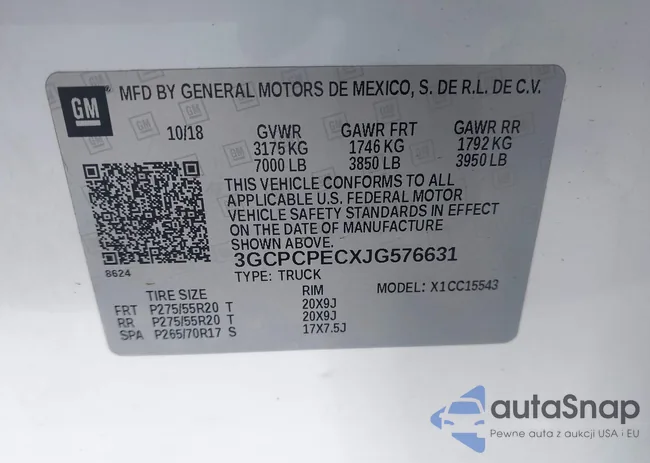 GM
MFD BY GENERAL MOTORS DE MEXICO, S. DE R.L. DE C.V.
10/18 GVWR GAWR FRT GAWR RR
3175 KG 1746 KG 1792 KG
7000 LB 3850 LB 3950 LB
THIS VEHICLE CONFORMS TO ALL
APPLICABLE U.S. FEDERAL MOTOR
VEHICLE SAFETY STANDARDS IN EFFECT
ON THE DATE OF MANUFACTURE
SHOWN ABOVE.
3GCPCPECXJG576631
8624
TYPE: TRUCK
MODEL: X1CC15543
TIRE SIZE RIM
FRT P275/55R20 T 20X9J
RR P275/55R20 T 20X9J
SPA P265/70R17 S 17X7.5J
autaSnap
Pewne auta z aukcji USA i EU